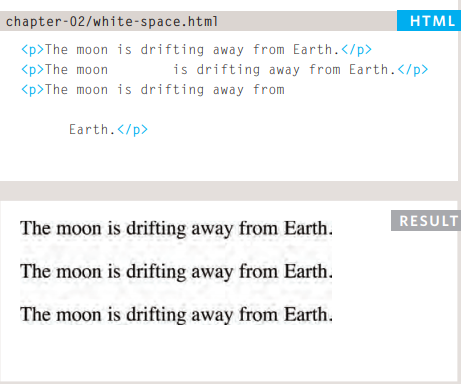 chapter-02/white-space.html HTML
<p>The moon is drifting away from Earth.</p>
<p>The moon        is drifting away from Earth.</p>
<p>The moon is drifting away from
Earth.</p>
RESULT
The moon is drifting away from Earth.
The moon is drifting away from Earth.
The moon is drifting away from Earth.